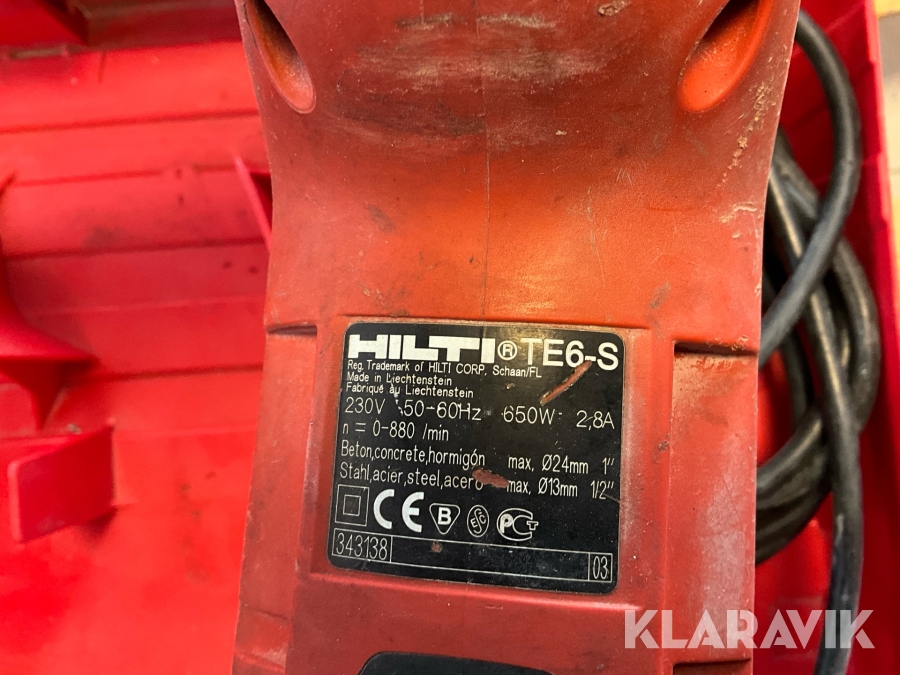 HILTI® TE6-S
Reg. Trademark of HILTI CORP. Schaan/FL
Made in Liechtenstein
Fabriqué au Liechtenstein
230V 50-60Hz 650W 2,8A
n = 0-880 /min
Beton,concrete,hormigón max. Ø24mm 1"
Stahl,acier,steel,acero max. Ø13mm 1/2"
CE B PCT
343138 03
KLARAVIK